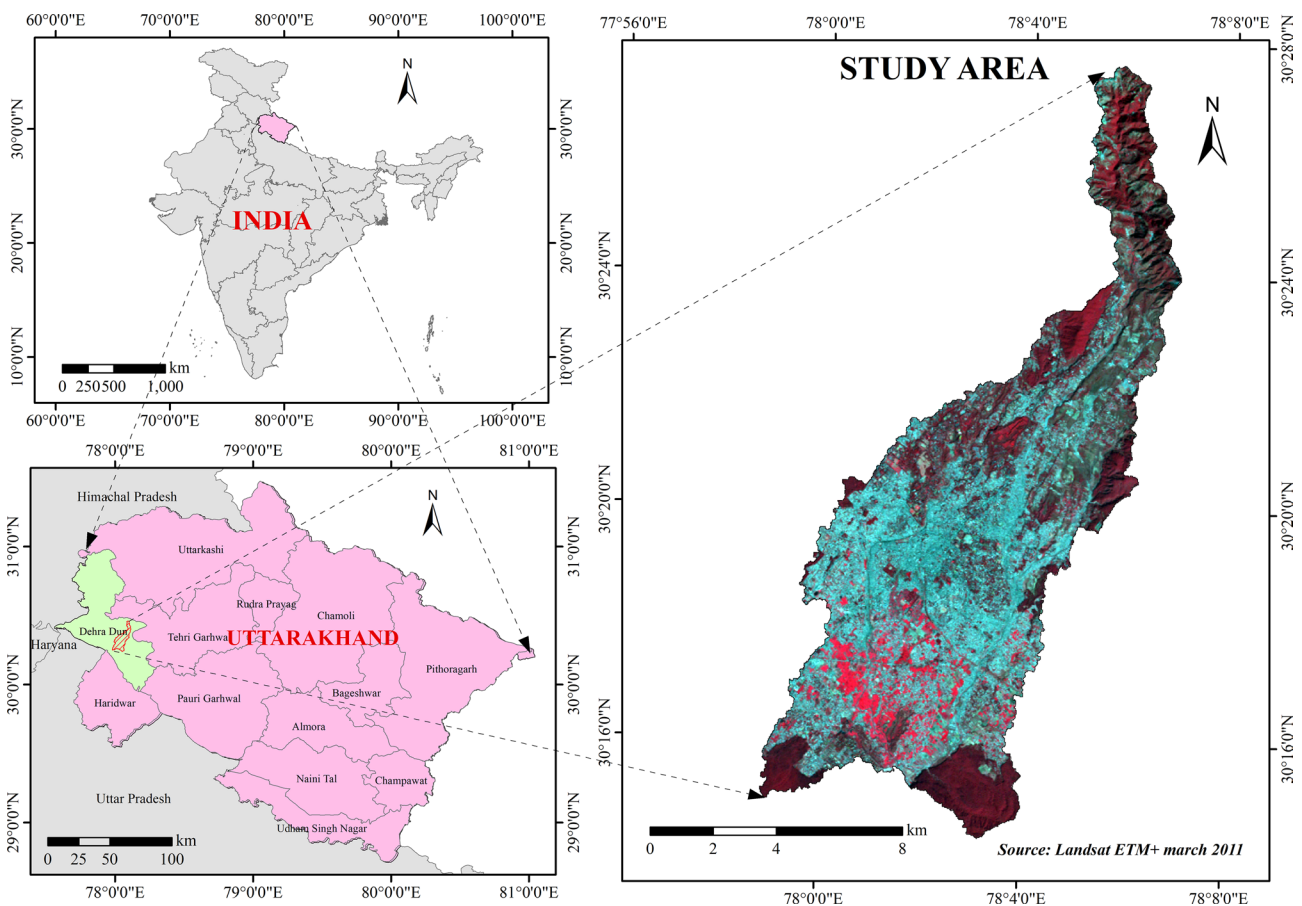 60°0'0"E 70°0'0"E 80°0'0"E 90°0'0"E 100°0'0"E
30°0'0"N
20°0'0"N
10°0'0"N
N
INDIA
km
0 250 500 1,000
30°0'0"N
20°0'0"N
10°0'0"N
60°0'0"E 70°0'0"E 80°0'0"E 90°0'0"E 100°0'0"E
78°0'0"E 79°0'0"E 80°0'0"E 81°0'0"E
31°0'0"N
30°0'0"N
29°0'0"N
Himachal Pradesh
N
Uttarkashi
Rudra Prayag
Chamoli
Dehra Dun
Tehri Garhwal
UTTARAKHAND
Haryana
Pithoragarh
Pauri Garhwal
Bageshwar
Haridwar
Almora
Naini Tal
Champawat
Uttar Pradesh
Udham Singh Nagar
km
0 25 50 100
31°0'0"N
30°0'0"N
29°0'0"N
78°0'0"E 79°0'0"E 80°0'0"E 81°0'0"E
77°56'0"E 78°0'0"E 78°4'0"E 78°8'0"E
STUDY AREA
N
30°24'0"N
30°20'0"N
30°16'0"N
30°28'0"N
30°24'0"N
30°20'0"N
30°16'0"N
km
0 2 4 8
Source: Landsat ETM+ march 2011
78°0'0"E 78°4'0"E 78°8'0"E